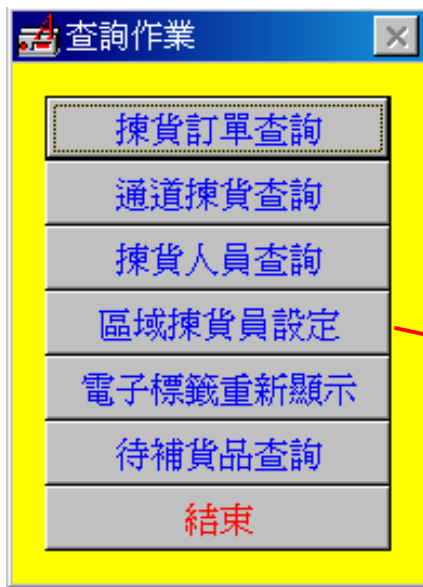 查詢作業
揀貨訂單查詢
通道揀貨查詢
揀貨人員查詢
區域揀貨員設定
電子標籤重新顯示
待補貨品查詢
結束